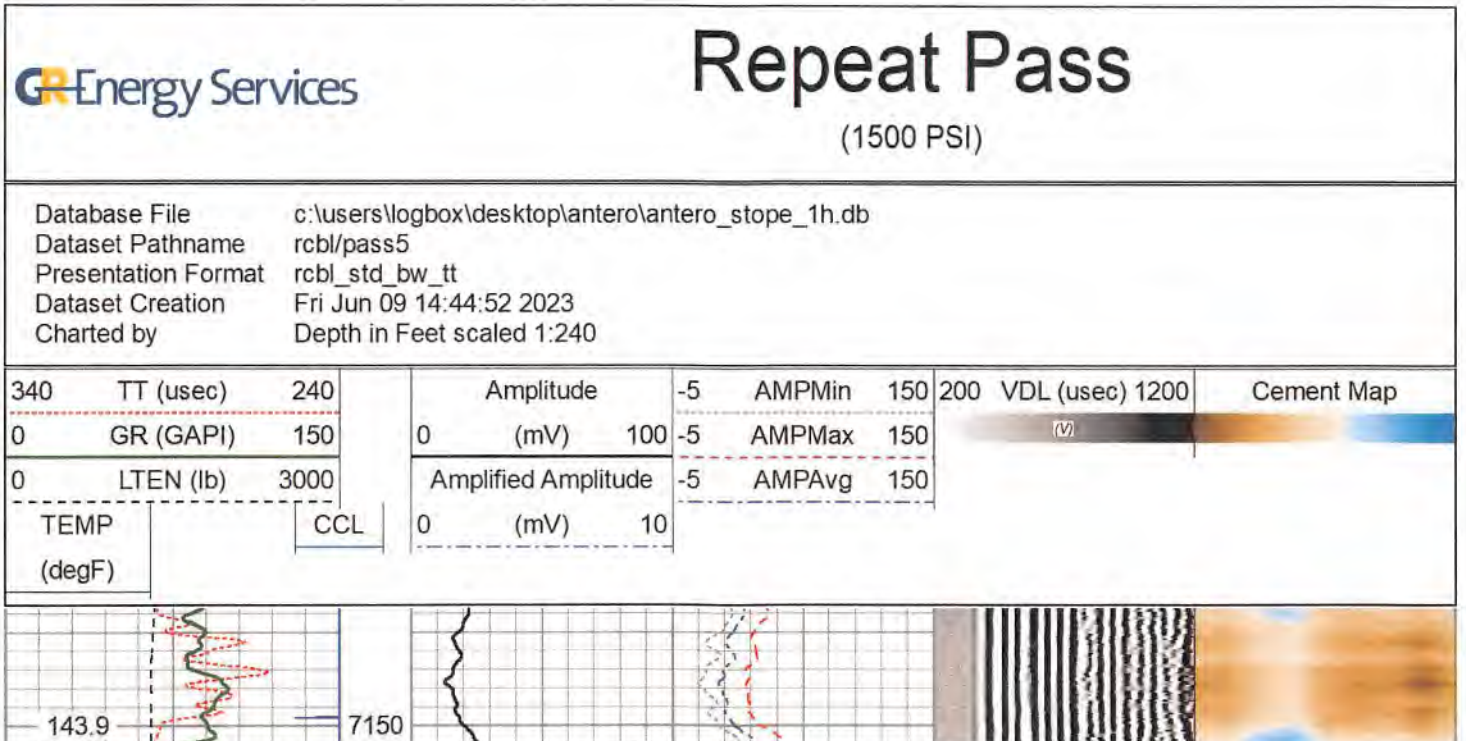 GR Energy Services
Repeat Pass
(1500 PSI)
Database File c:\users\logbox\desktop\antero\antero_stope_1h.db
Dataset Pathname rcbl/pass5
Presentation Format rcbl_std_bw_tt
Dataset Creation Fri Jun 09 14:44:52 2023
Charted by Depth in Feet scaled 1:240
340 TT (usec) 240 Amplitude -5 AMPMin 150 200 VDL (usec) 1200 Cement Map
0 GR (GAPI) 150 0 (mV) 100 -5 AMPMax 150 (V)
0 LTEN (lb) 3000 Amplified Amplitude -5 AMPAvg 150
TEMP CCL 0 (mV) 10
(degF)
143.9 7150